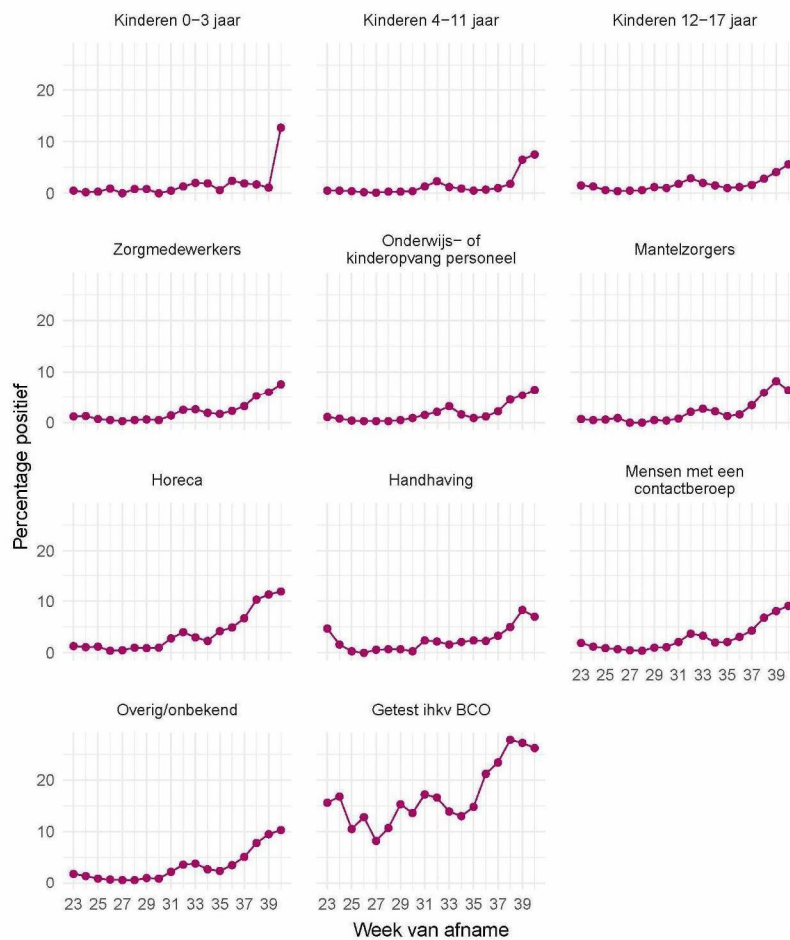 Kinderen 0−3 jaar
Kinderen 4−11 jaar
Kinderen 12−17 jaar
20
10
0
Zorgmedewerkers
Onderwijs− of
kinderopvang personeel
Mantelzorgers
20
10
0
Percentage positief
Horeca
Handhaving
Mensen met een
contactberoep
20
10
0
23 25 27 29 31 33 35 37 39
Overig/onbekend
Getest ihkv BCO
20
10
0
23 25 27 29 31 33 35 37 39
23 25 27 29 31 33 35 37 39
Week van afname